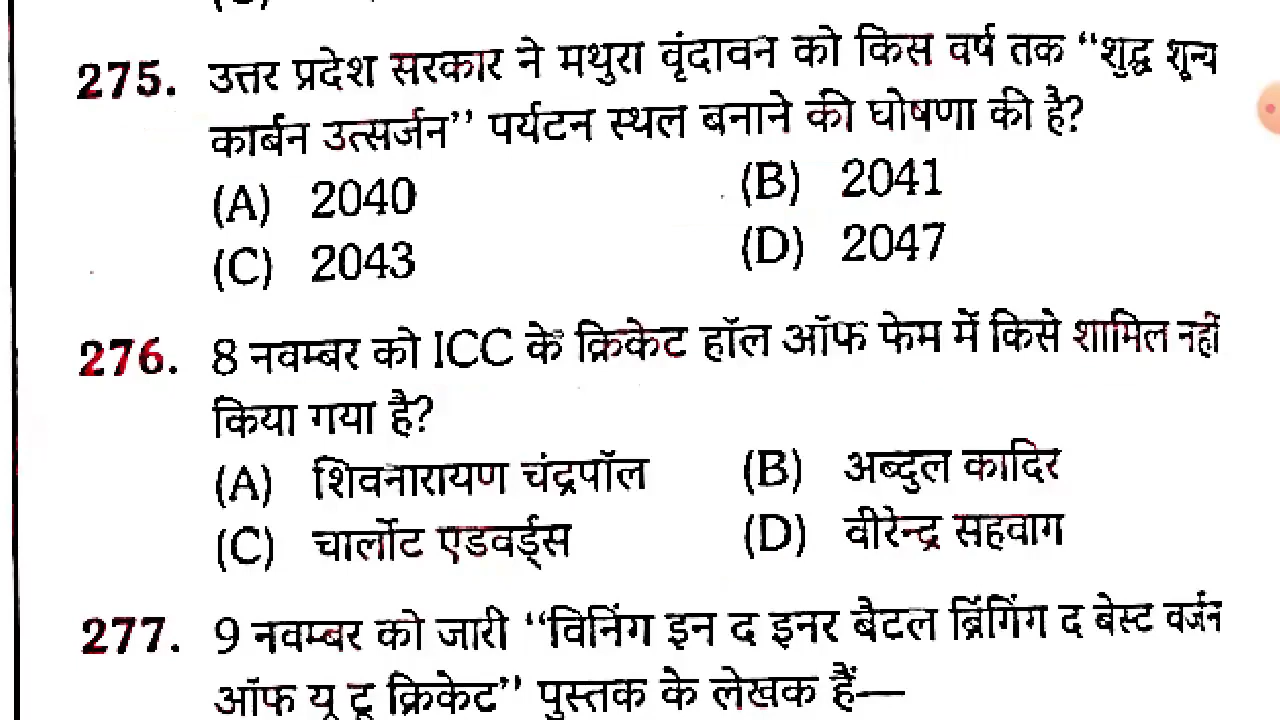 275. उत्तर प्रदेश सरकार ने मथुरा वृंदावन को किस वर्ष तक “शुद्ध शून्य
कार्बन उत्सर्जन” पर्यटन स्थल बनाने की घोषणा की है?
(A) 2040 (B) 2041
(C) 2043 (D) 2047
276. 8 नवम्बर को ICC के क्रिकेट हॉल ऑफ फेम में किसे शामिल नहीं
किया गया है?
(A) शिवनारायण चंद्रपॉल (B) अब्दुल कादिर
(C) चार्लोट एडवर्ड्स (D) वीरेन्द्र सहवाग
277. 9 नवम्बर को जारी “विनिंग इन द इनर बैटल ब्रिंगिंग द बेस्ट वर्जन
ऑफ यू टू क्रिकेट” पुस्तक के लेखक हैं—